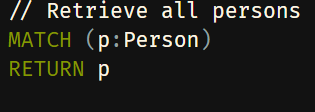 // Retrieve all persons
MATCH (p:Person)
RETURN p